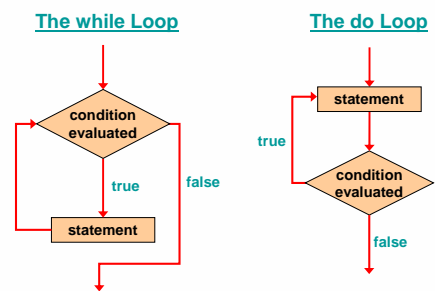 The while Loop
condition
evaluated
true
false
statement
The do Loop
statement
true
condition
evaluated
false